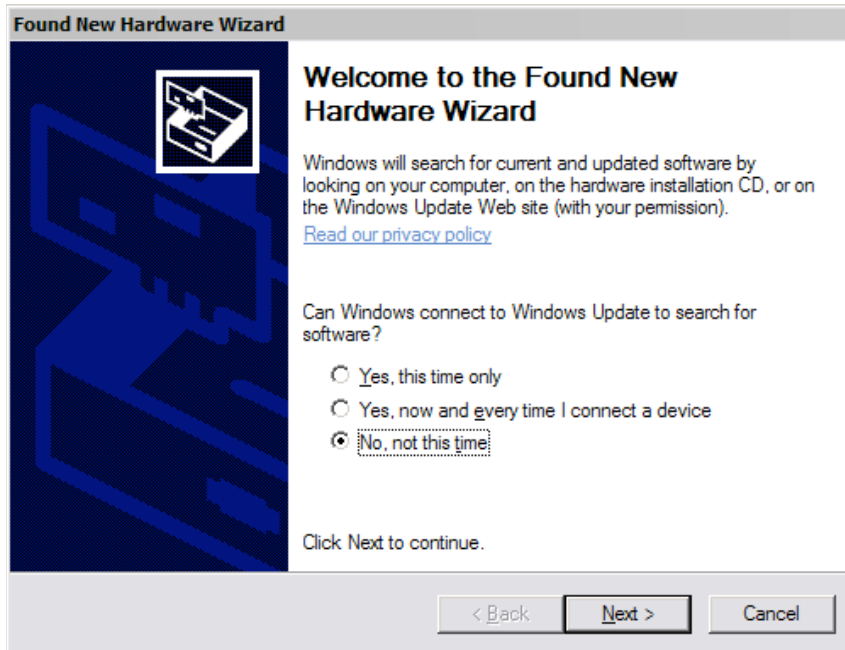 Found New Hardware Wizard
Welcome to the Found New
Hardware Wizard
Windows will search for current and updated software by
looking on your computer, on the hardware installation CD, or on
the Windows Update Web site (with your permission).
Read our privacy policy
Can Windows connect to Windows Update to search for
software?
Yes, this time only
Yes, now and every time I connect a device
No, not this time
Click Next to continue.
< Back Next > Cancel